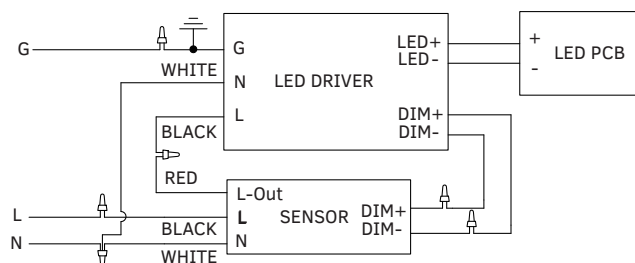 G
WHITE
BLACK
RED
G
N
L
LED DRIVER
LED+
LED-
DIM+
DIM-
+
-
LED PCB
L
N
BLACK
WHITE
L-Out
L
N
SENSOR
DIM+
DIM-